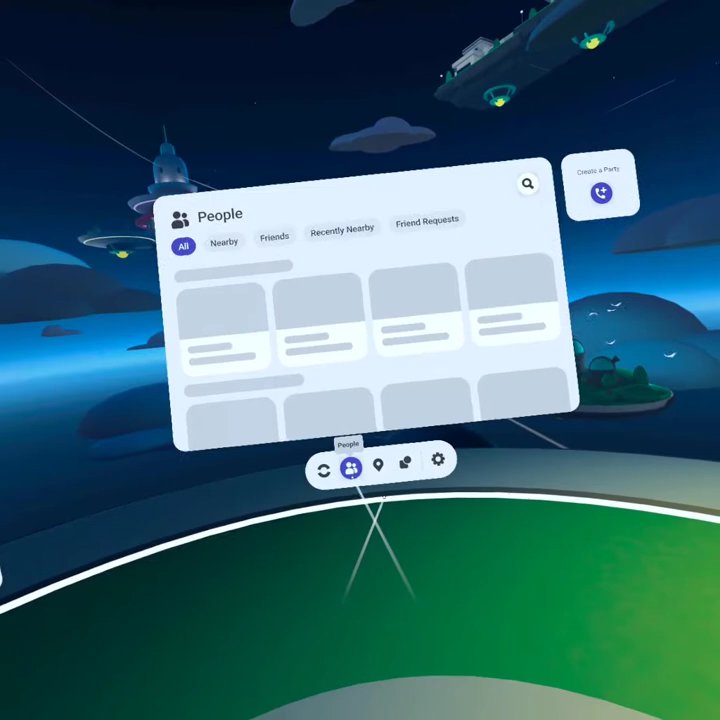 People
Create a Party
All
Nearby
Friends
Recently Nearby
Friend Requests
People